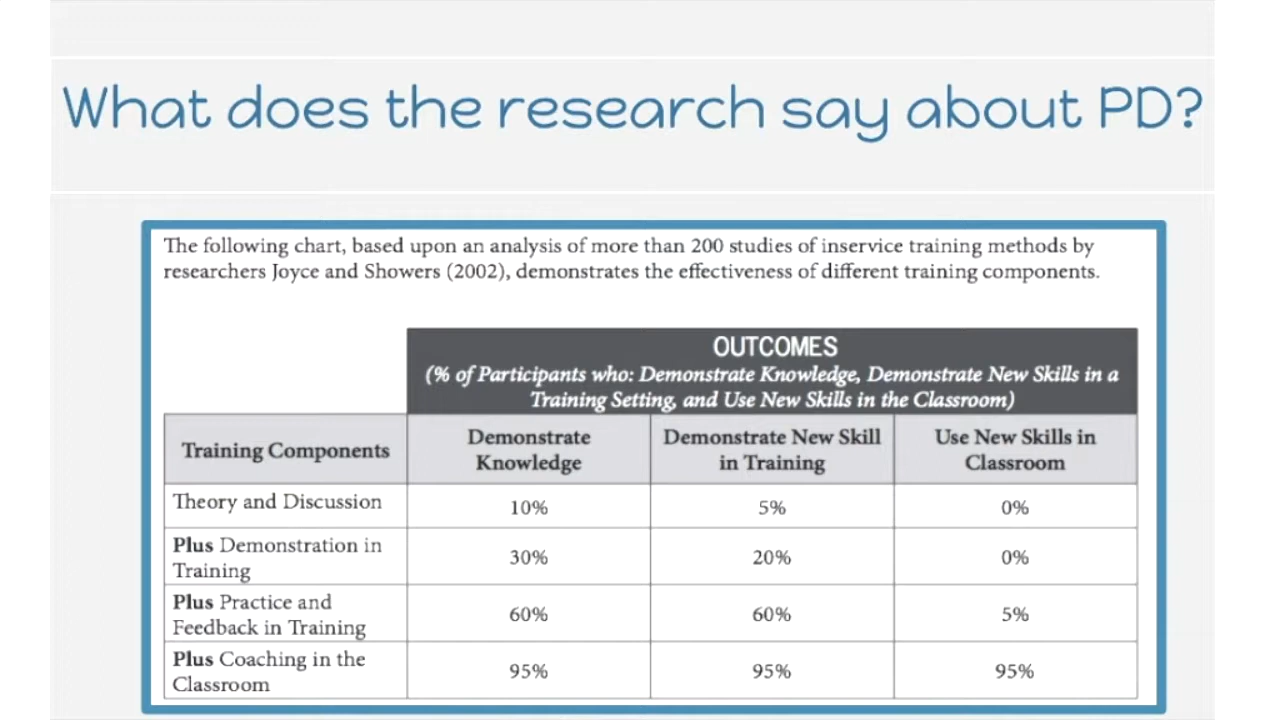 What does the research say about PD?
The following chart, based upon an analysis of more than 200 studies of inservice training methods by
researchers Joyce and Showers (2002), demonstrates the effectiveness of different training components.
OUTCOMES
(% of Participants who: Demonstrate Knowledge, Demonstrate New Skills in a
Training Setting, and Use New Skills in the Classroom)
Training Components
Demonstrate
Knowledge
Demonstrate New Skill
in Training
Use New Skills in
Classroom
Theory and Discussion
10%
5%
0%
Plus Demonstration in
Training
30%
20%
0%
Plus Practice and
Feedback in Training
60%
60%
5%
Plus Coaching in the
Classroom
95%
95%
95%